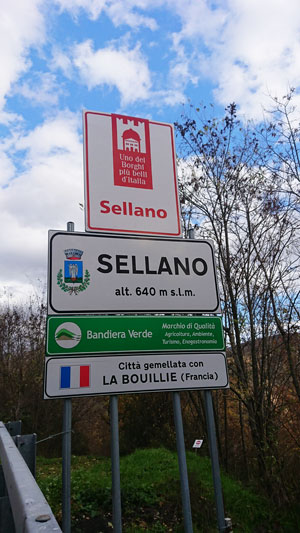 Uno dei
Borghi
più belli
d'Italia
Sellano
SELLANO
alt. 640 m s.l.m.
Bandiera Verde
Marchio di Qualità
Agricoltura, Ambiente,
Turismo, Enogastronomia
Città gemellata con
LA BOUILLIE (Francia)